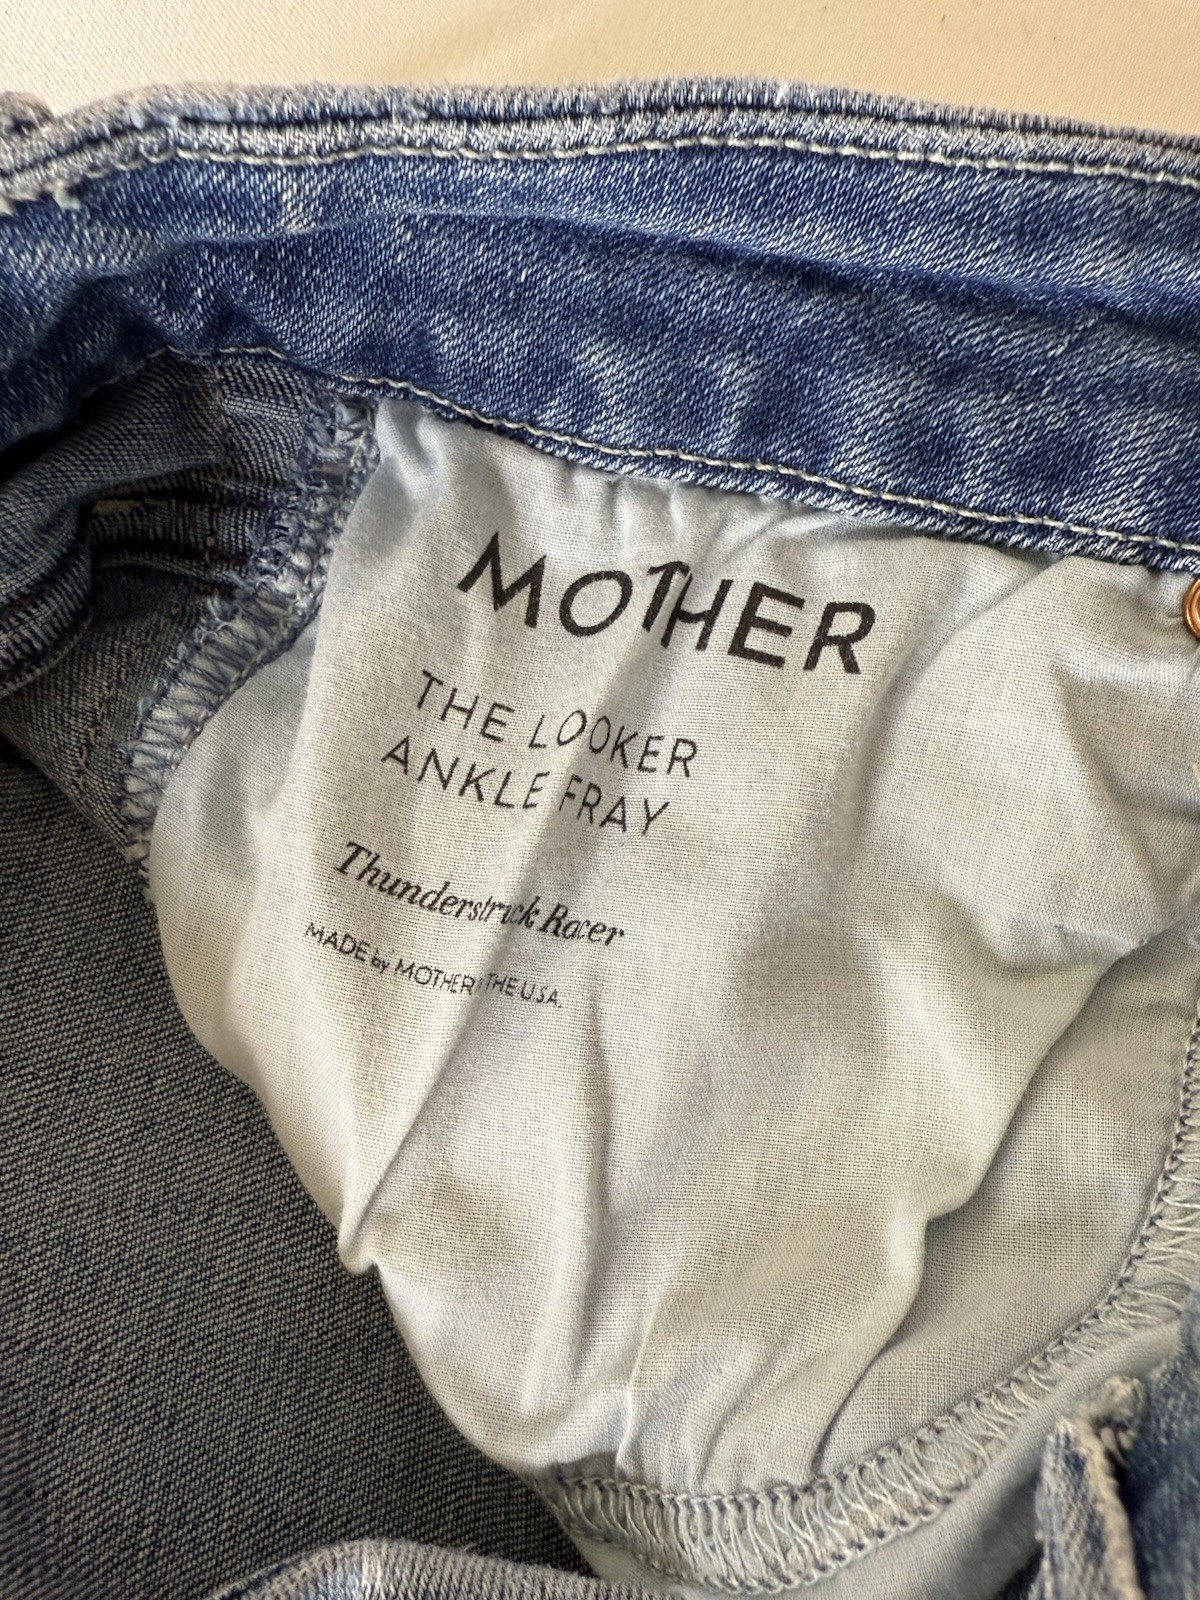 MOTHER
THE LOOKER
ANKLE FRAY
Thunderstruck Racer
MADE by MOTHER THE U.S.A.